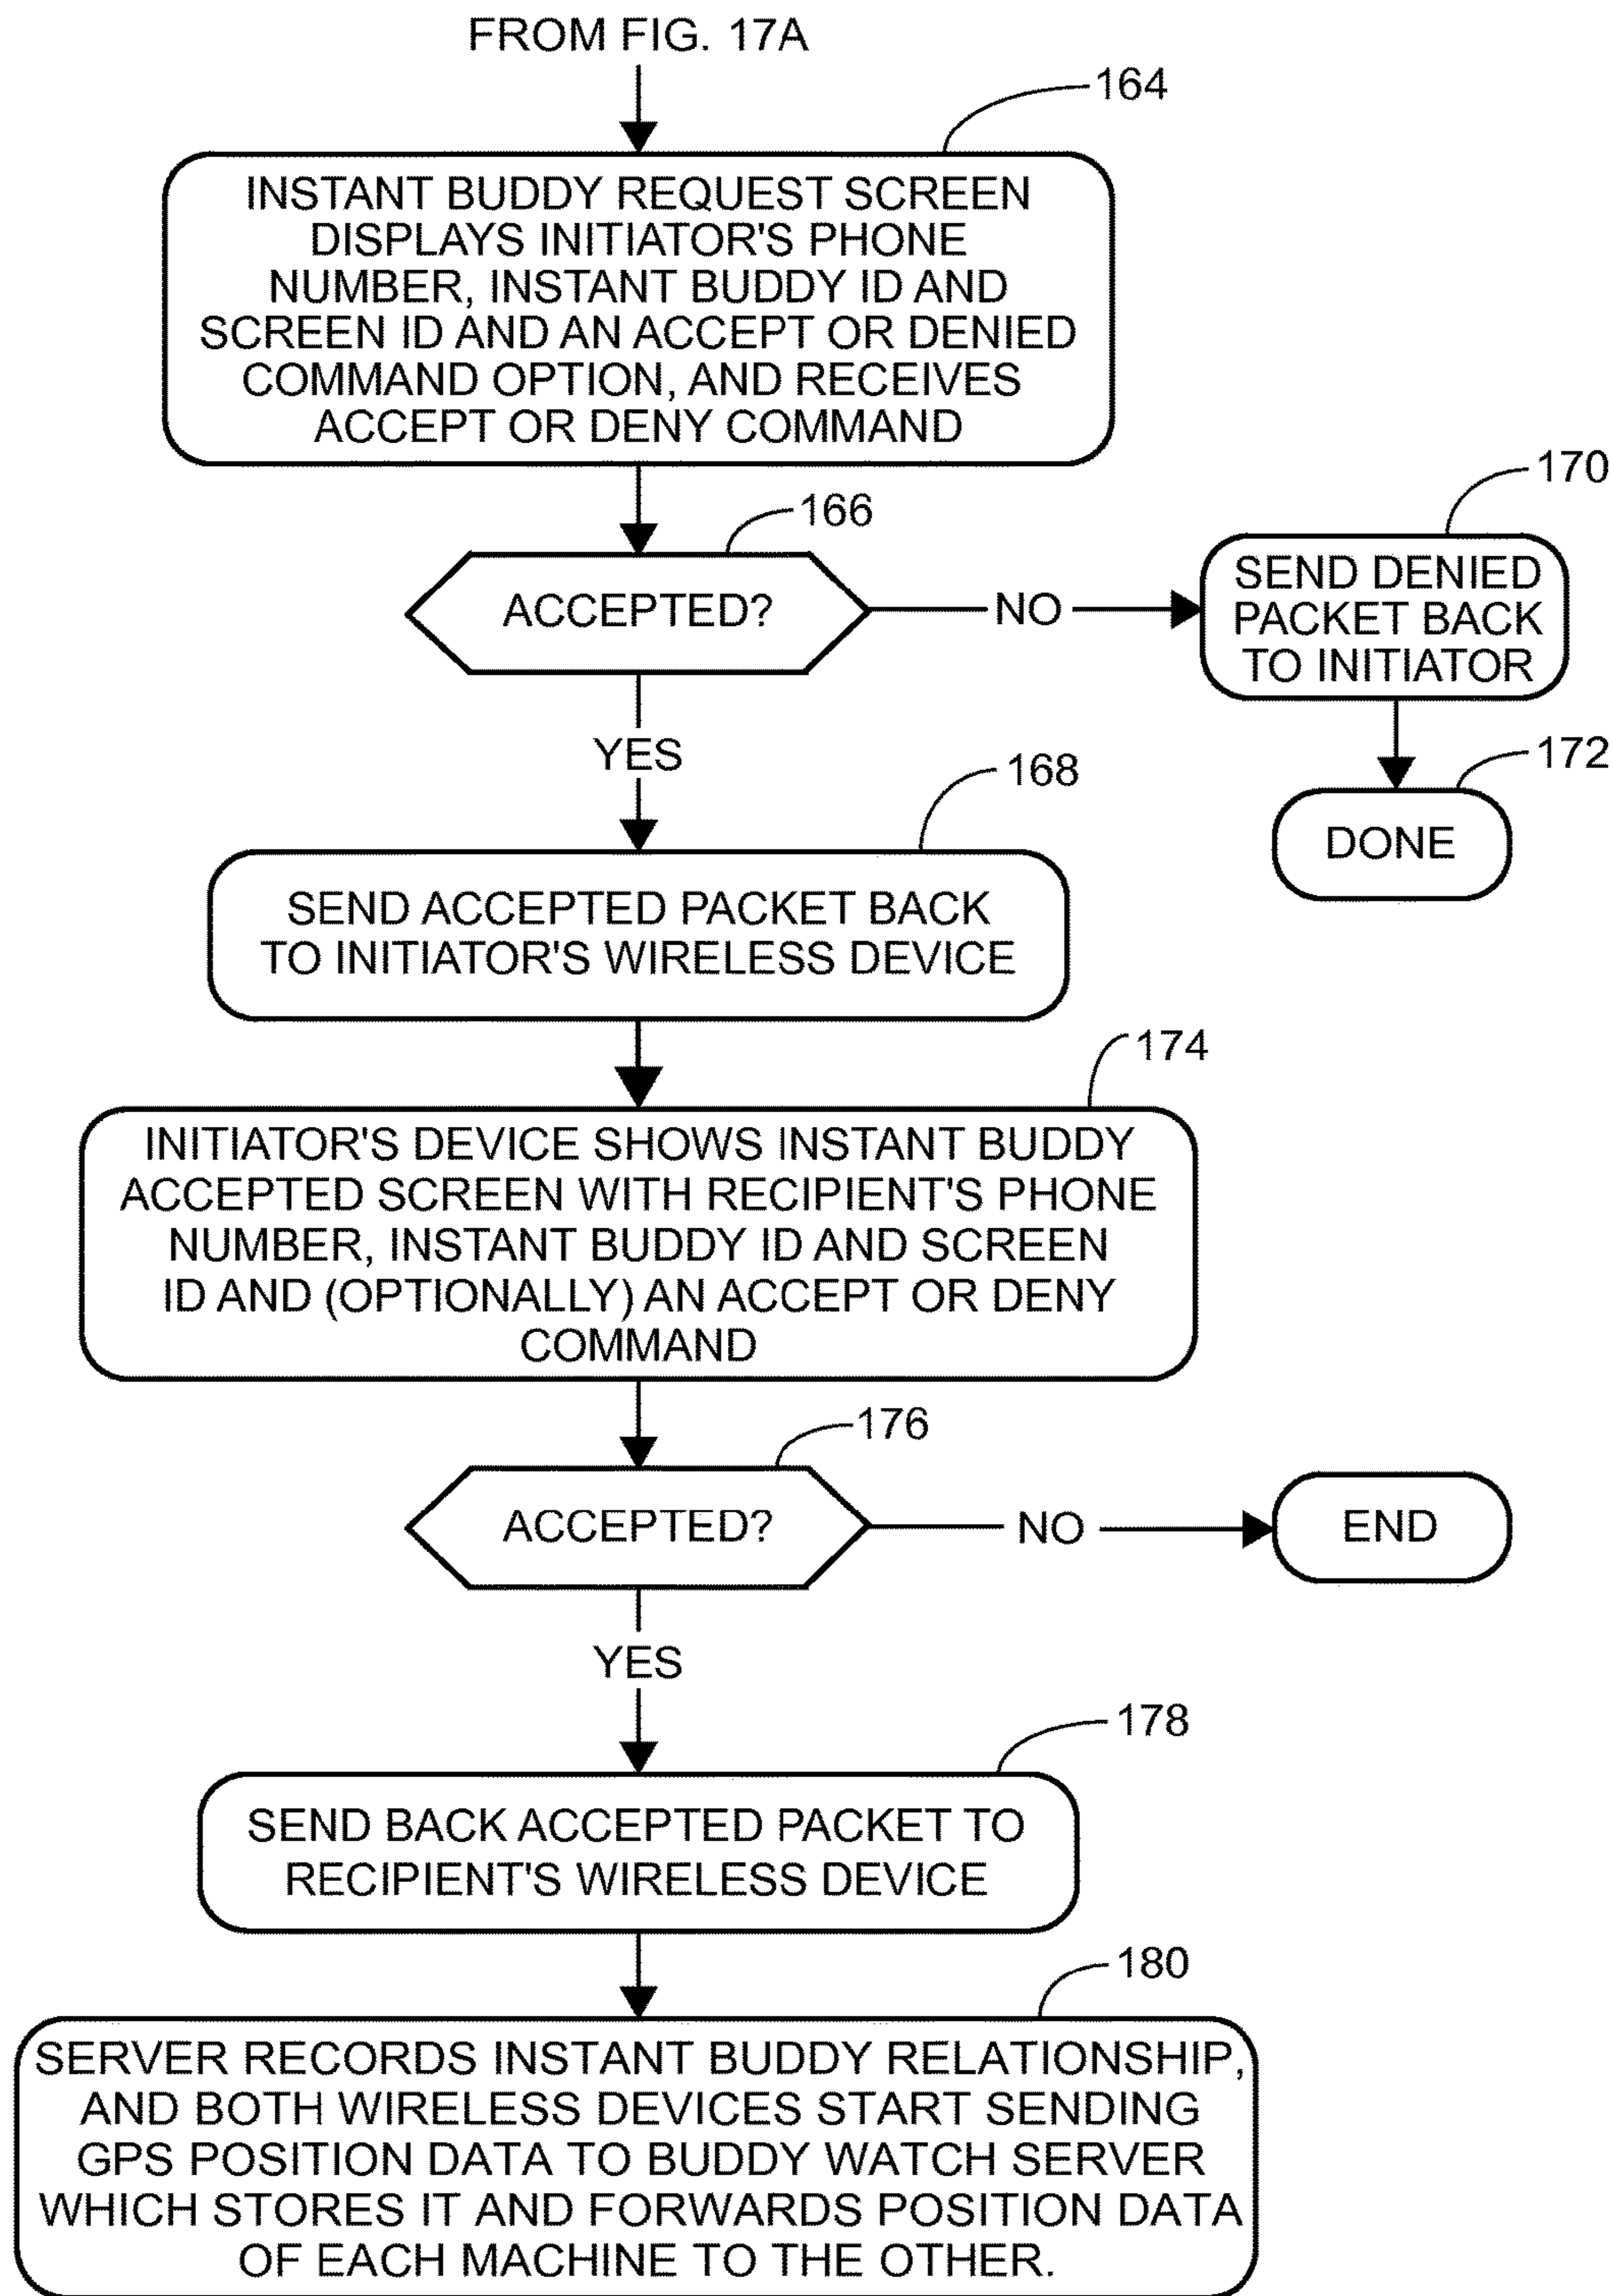 FROM FIG. 17A
164
INSTANT BUDDY REQUEST SCREEN
DISPLAYS INITIATOR'S PHONE
NUMBER, INSTANT BUDDY ID AND
SCREEN ID AND AN ACCEPT OR DENIED
COMMAND OPTION, AND RECEIVES
ACCEPT OR DENY COMMAND
166
ACCEPTED?
NO
170
SEND DENIED
PACKET BACK
TO INITIATOR
172
DONE
YES
168
SEND ACCEPTED PACKET BACK
TO INITIATOR'S WIRELESS DEVICE
174
INITIATOR'S DEVICE SHOWS INSTANT BUDDY
ACCEPTED SCREEN WITH RECIPIENT'S PHONE
NUMBER, INSTANT BUDDY ID AND SCREEN
ID AND (OPTIONALLY) AN ACCEPT OR DENY
COMMAND
176
ACCEPTED?
NO
END
YES
178
SEND BACK ACCEPTED PACKET TO
RECIPIENT'S WIRELESS DEVICE
180
SERVER RECORDS INSTANT BUDDY RELATIONSHIP,
AND BOTH WIRELESS DEVICES START SENDING
GPS POSITION DATA TO BUDDY WATCH SERVER
WHICH STORES IT AND FORWARDS POSITION DATA
OF EACH MACHINE TO THE OTHER.